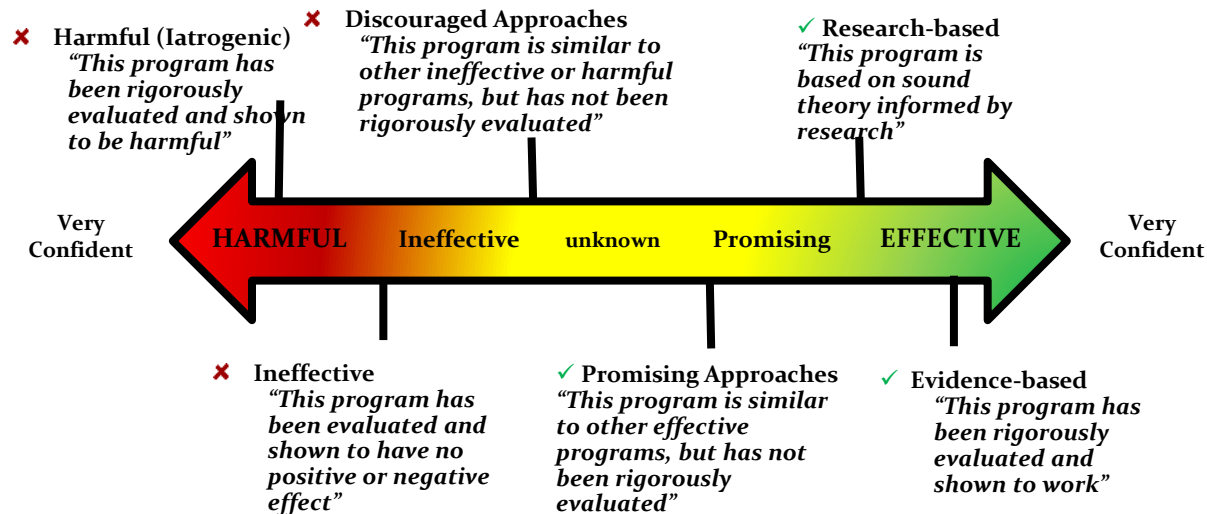 ✘ Harmful (Iatrogenic)
“This program has
been rigorously
evaluated and shown
to be harmful”
✘ Discouraged Approaches
“This program is similar to
other ineffective or harmful
programs, but has not been
rigorously evaluated”
✓ Research-based
“This program is
based on sound
theory informed by
research”
Very
Confident
HARMFUL Ineffective unknown Promising EFFECTIVE
Very
Confident
✘ Ineffective
“This program has
been evaluated and
shown to have no
positive or negative
effect”
✓ Promising Approaches
“This program is similar
to other effective
programs, but has not
been rigorously
evaluated”
✓ Evidence-based
“This program has
been rigorously
evaluated and
shown to work”